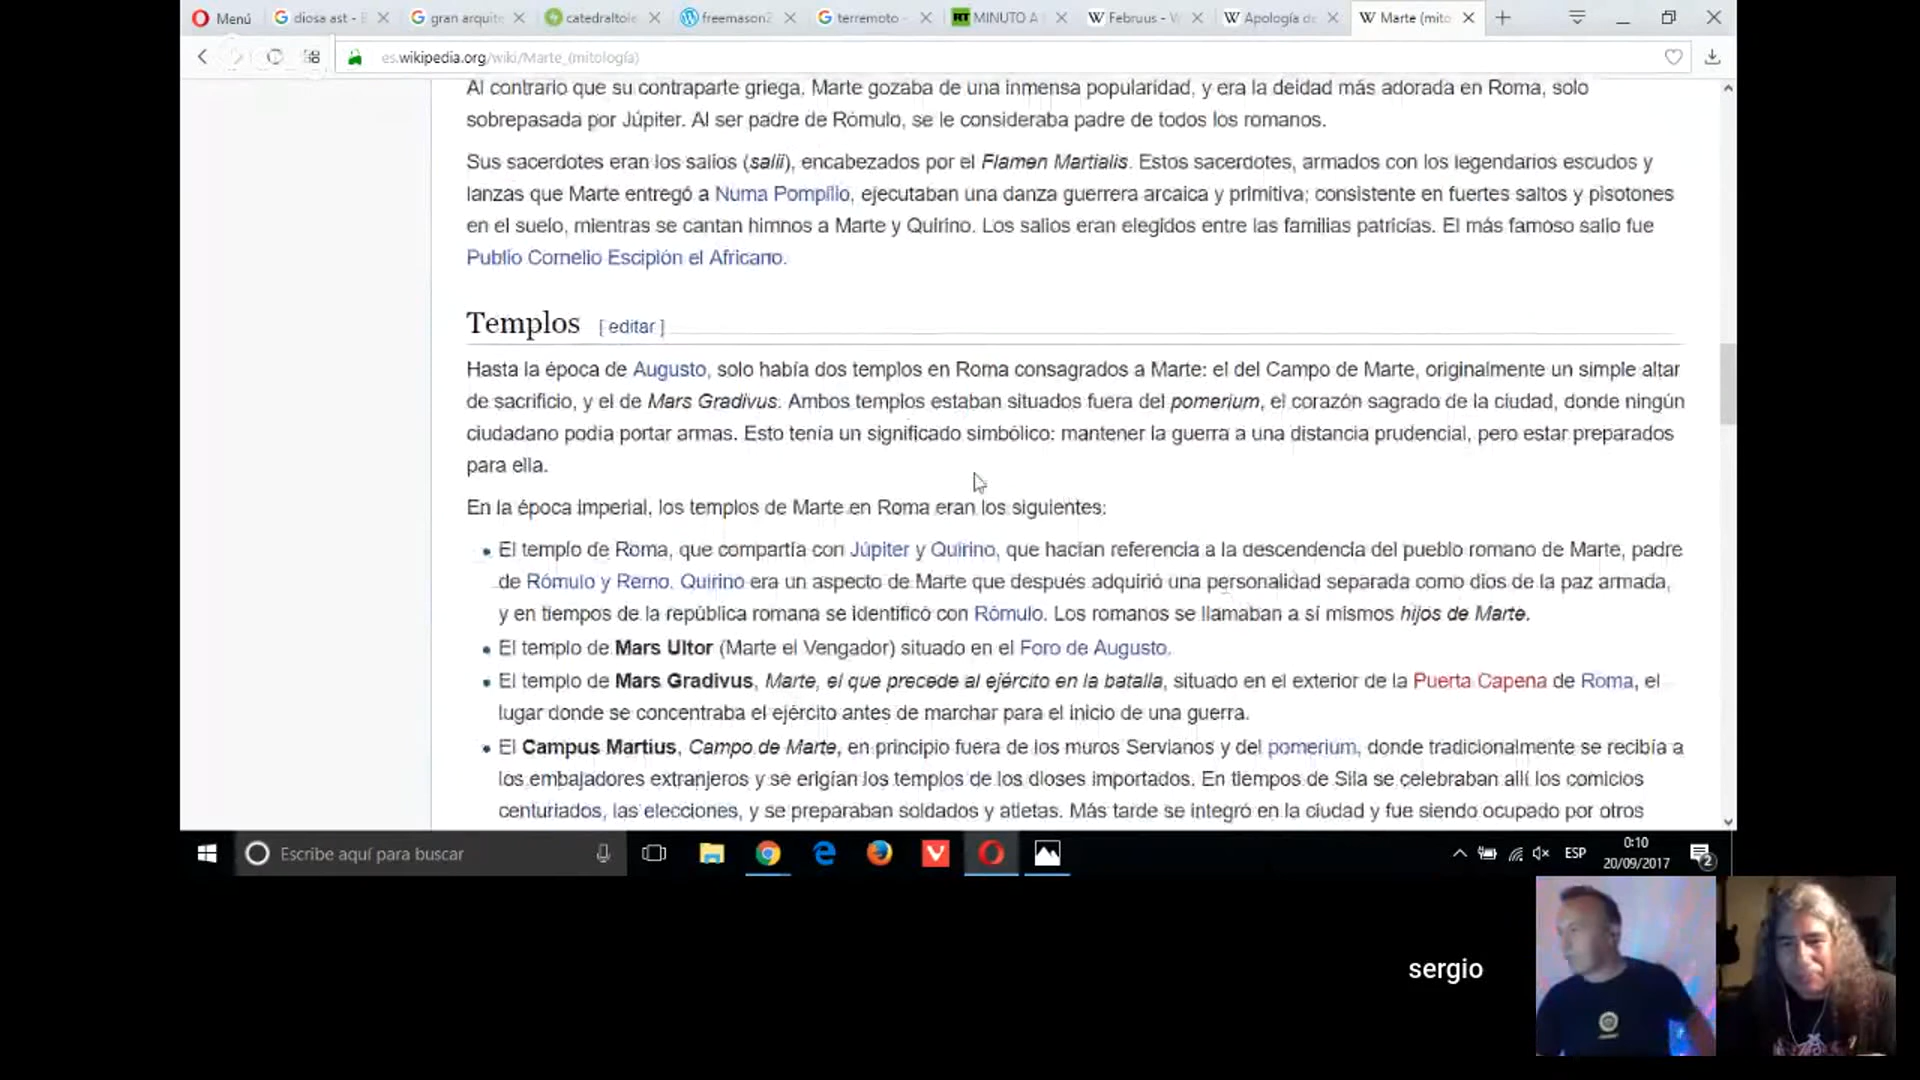 Menú
diosa ast - B
gran arquite
catedraltole
freemason2
terremoto -
RT MINUTO A
Februus - W
Apología de
Marte (mito
es.wikipedia.org/wiki/Marte_(mitología)
Al contrario que su contraparte griega, Marte gozaba de una inmensa popularidad, y era la deidad más adorada en Roma, solo
sobrepasada por Júpiter. Al ser padre de Rómulo, se le consideraba padre de todos los romanos.
Sus sacerdotes eran los salios (salii), encabezados por el Flamen Martialis. Estos sacerdotes, armados con los legendarios escudos y
lanzas que Marte entregó a Numa Pompilio, ejecutaban una danza guerrera arcaica y primitiva; consistente en fuertes saltos y pisotones
en el suelo, mientras se cantan himnos a Marte y Quirino. Los salios eran elegidos entre las familias patricias. El más famoso salio fue
Publio Cornelio Escipión el Africano.
Templos [ editar ]
Hasta la época de Augusto, solo había dos templos en Roma consagrados a Marte: el del Campo de Marte, originalmente un simple altar
de sacrificio, y el de Mars Gradivus. Ambos templos estaban situados fuera del pomerium, el corazón sagrado de la ciudad, donde ningún
ciudadano podía portar armas. Esto tenía un significado simbólico: mantener la guerra a una distancia prudencial, pero estar preparados
para ella.
En la época imperial, los templos de Marte en Roma eran los siguientes:
El templo de Roma, que compartía con Júpiter y Quirino, que hacían referencia a la descendencia del pueblo romano de Marte, padre
de Rómulo y Remo. Quirino era un aspecto de Marte que después adquirió una personalidad separada como dios de la paz armada,
y en tiempos de la república romana se identificó con Rómulo. Los romanos se llamaban a sí mismos hijos de Marte.
El templo de Mars Ultor (Marte el Vengador) situado en el Foro de Augusto.
El templo de Mars Gradivus, Marte, el que precede al ejército en la batalla, situado en el exterior de la Puerta Capena de Roma, el
lugar donde se concentraba el ejército antes de marchar para el inicio de una guerra.
El Campus Martius, Campo de Marte, en principio fuera de los muros Servianos y del pomerium, donde tradicionalmente se recibía a
los embajadores extranjeros y se erigían los templos de los dioses importados. En tiempos de Sila se celebraban allí los comicios
centuriados, las elecciones, y se preparaban soldados y atletas. Más tarde se integró en la ciudad y fue siendo ocupado por otros
Escribe aquí para buscar
ESP
0:10
20/09/2017
2
sergio